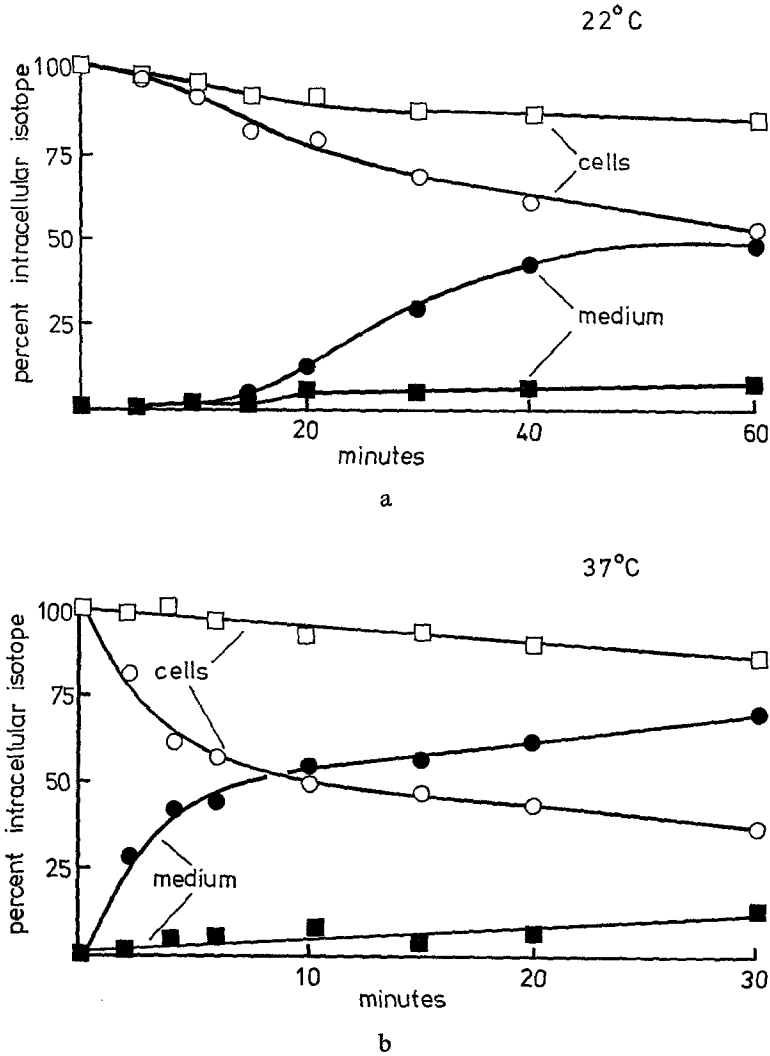 22°C
percent intracellular isotope
100
75
50
25
cells
medium
20
40
60
minutes
a
37°C
percent intracellular isotope
100
75
50
25
cells
medium
10
20
30
minutes
b